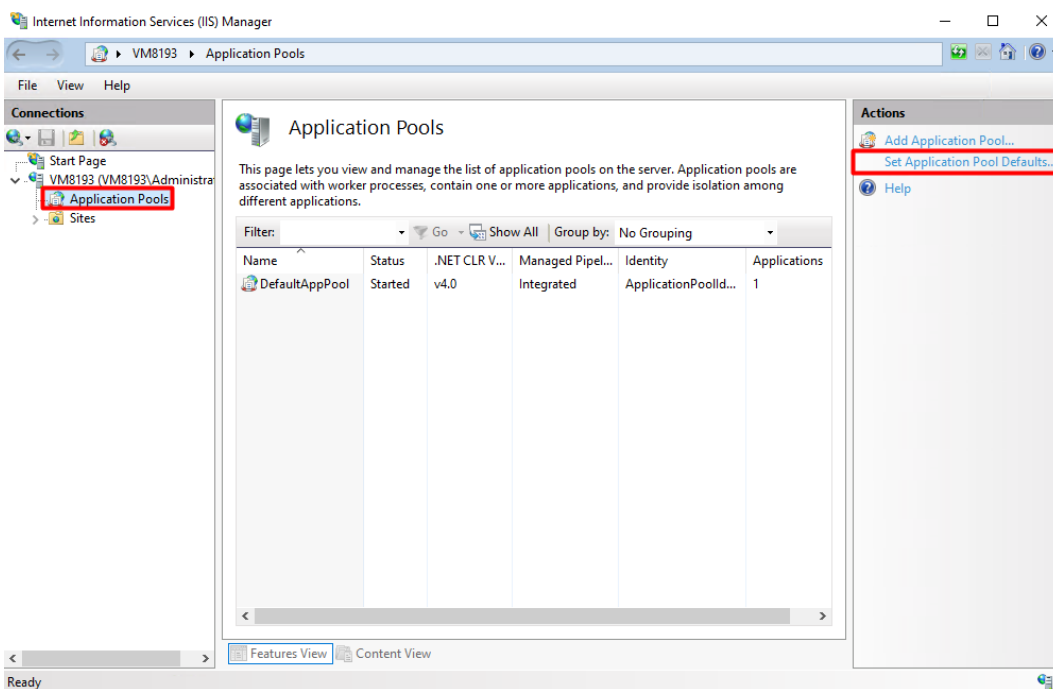 Internet Information Services (IIS) Manager
VM8193 Application Pools
File View Help
Connections
Start Page
VM8193 (VM8193\Administra
Application Pools
Sites
Application Pools
This page lets you view and manage the list of application pools on the server. Application pools are
associated with worker processes, contain one or more applications, and provide isolation among
different applications.
Filter: Go Show All Group by: No Grouping
Name Status .NET CLR V... Managed Pipel... Identity Applications
DefaultAppPool Started v4.0 Integrated ApplicationPoolId... 1
Features View Content View
Actions
Add Application Pool...
Set Application Pool Defaults...
Help
Ready